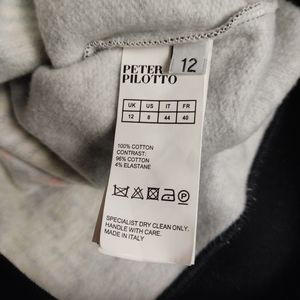 PETER
PILOTTO
12
UK US IT FR
12 8 44 40
100% COTTON
CONTRAST:
96% COTTON
4% ELASTANE
P
SPECIALIST DRY CLEAN ONLY.
HANDLE WITH CARE.
MADE IN ITALY